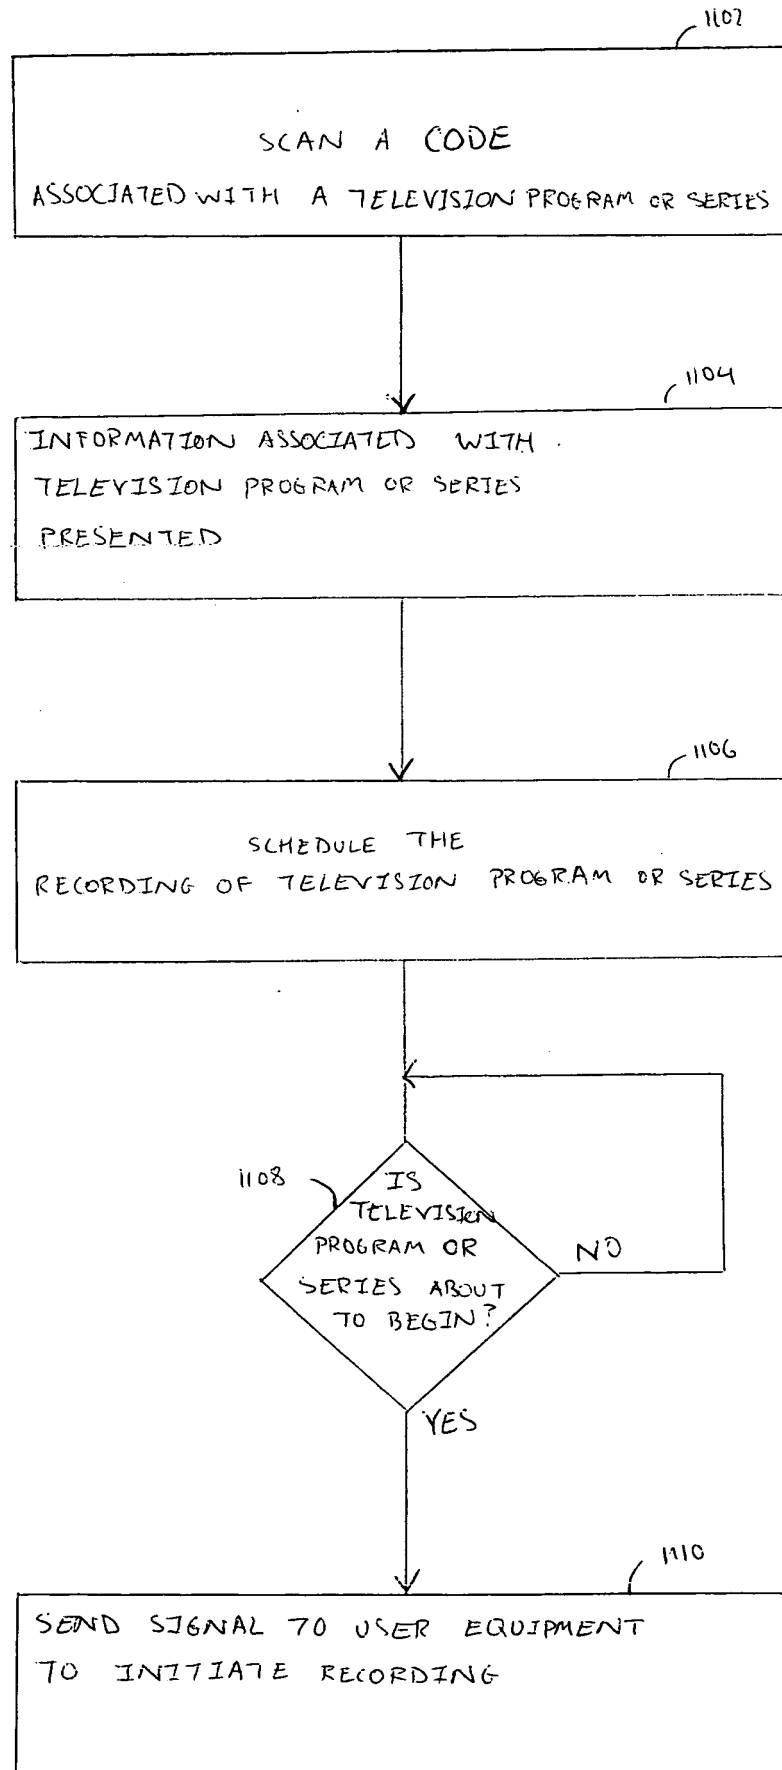 1102
SCAN A CODE
ASSOCIATED WITH A TELEVISION PROGRAM OR SERIES
1104
INFORMATION ASSOCIATED WITH
TELEVISION PROGRAM OR SERIES
PRESENTED
1106
SCHEDULE THE
RECORDING OF TELEVISION PROGRAM OR SERIES
1108
IS
TELEVISION
PROGRAM OR
SERIES ABOUT
TO BEGIN?
NO
YES
1110
SEND SIGNAL TO USER EQUIPMENT
TO INITIATE RECORDING